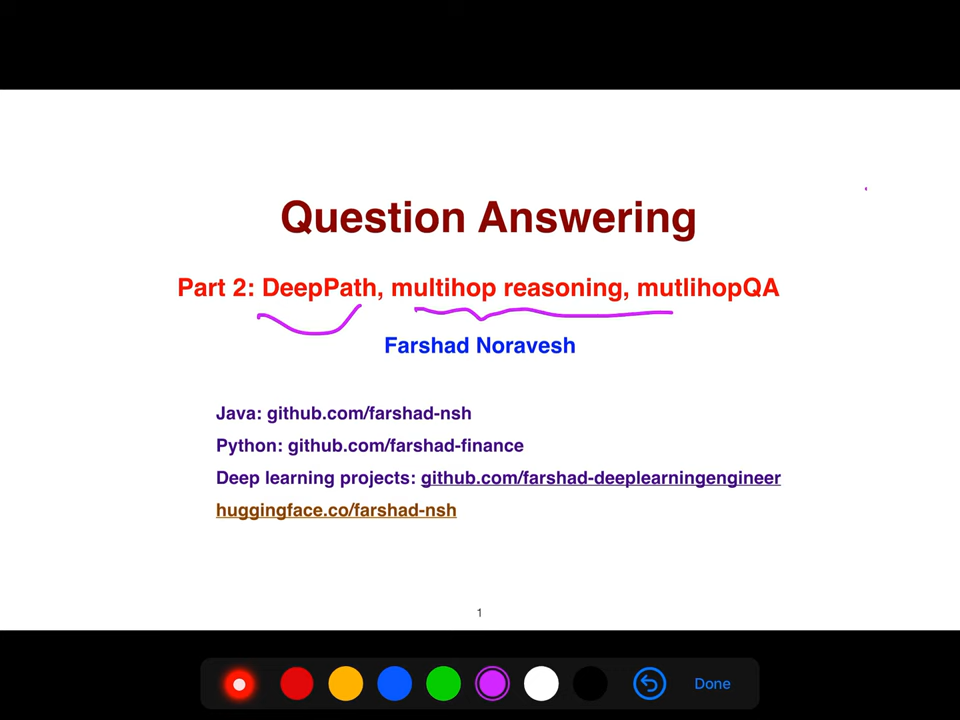 Question Answering
Part 2: DeepPath, multihop reasoning, mutlihopQA
Farshad Noravesh
Java: github.com/farshad-nsh
Python: github.com/farshad-finance
Deep learning projects: github.com/farshad-deeplearningengineer
huggingface.co/farshad-nsh
1
Done